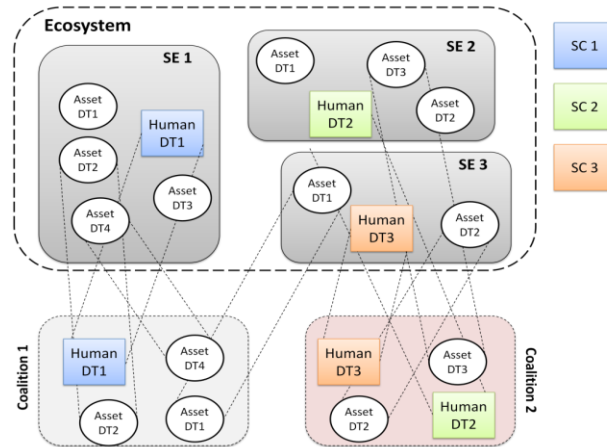 Ecosystem
SE 1
Asset
DT1
Asset
DT2
Human
DT1
Asset
DT3
Asset
DT4
SE 2
Asset
DT1
Asset
DT3
Human
DT2
Asset
DT2
SE 3
Asset
DT1
Human
DT3
Asset
DT2
SC 1
SC 2
SC 3
Coalition 1
Human
DT1
Asset
DT4
Asset
DT2
Asset
DT1
Human
DT3
Asset
DT3
Asset
DT2
Human
DT2
Coalition 2